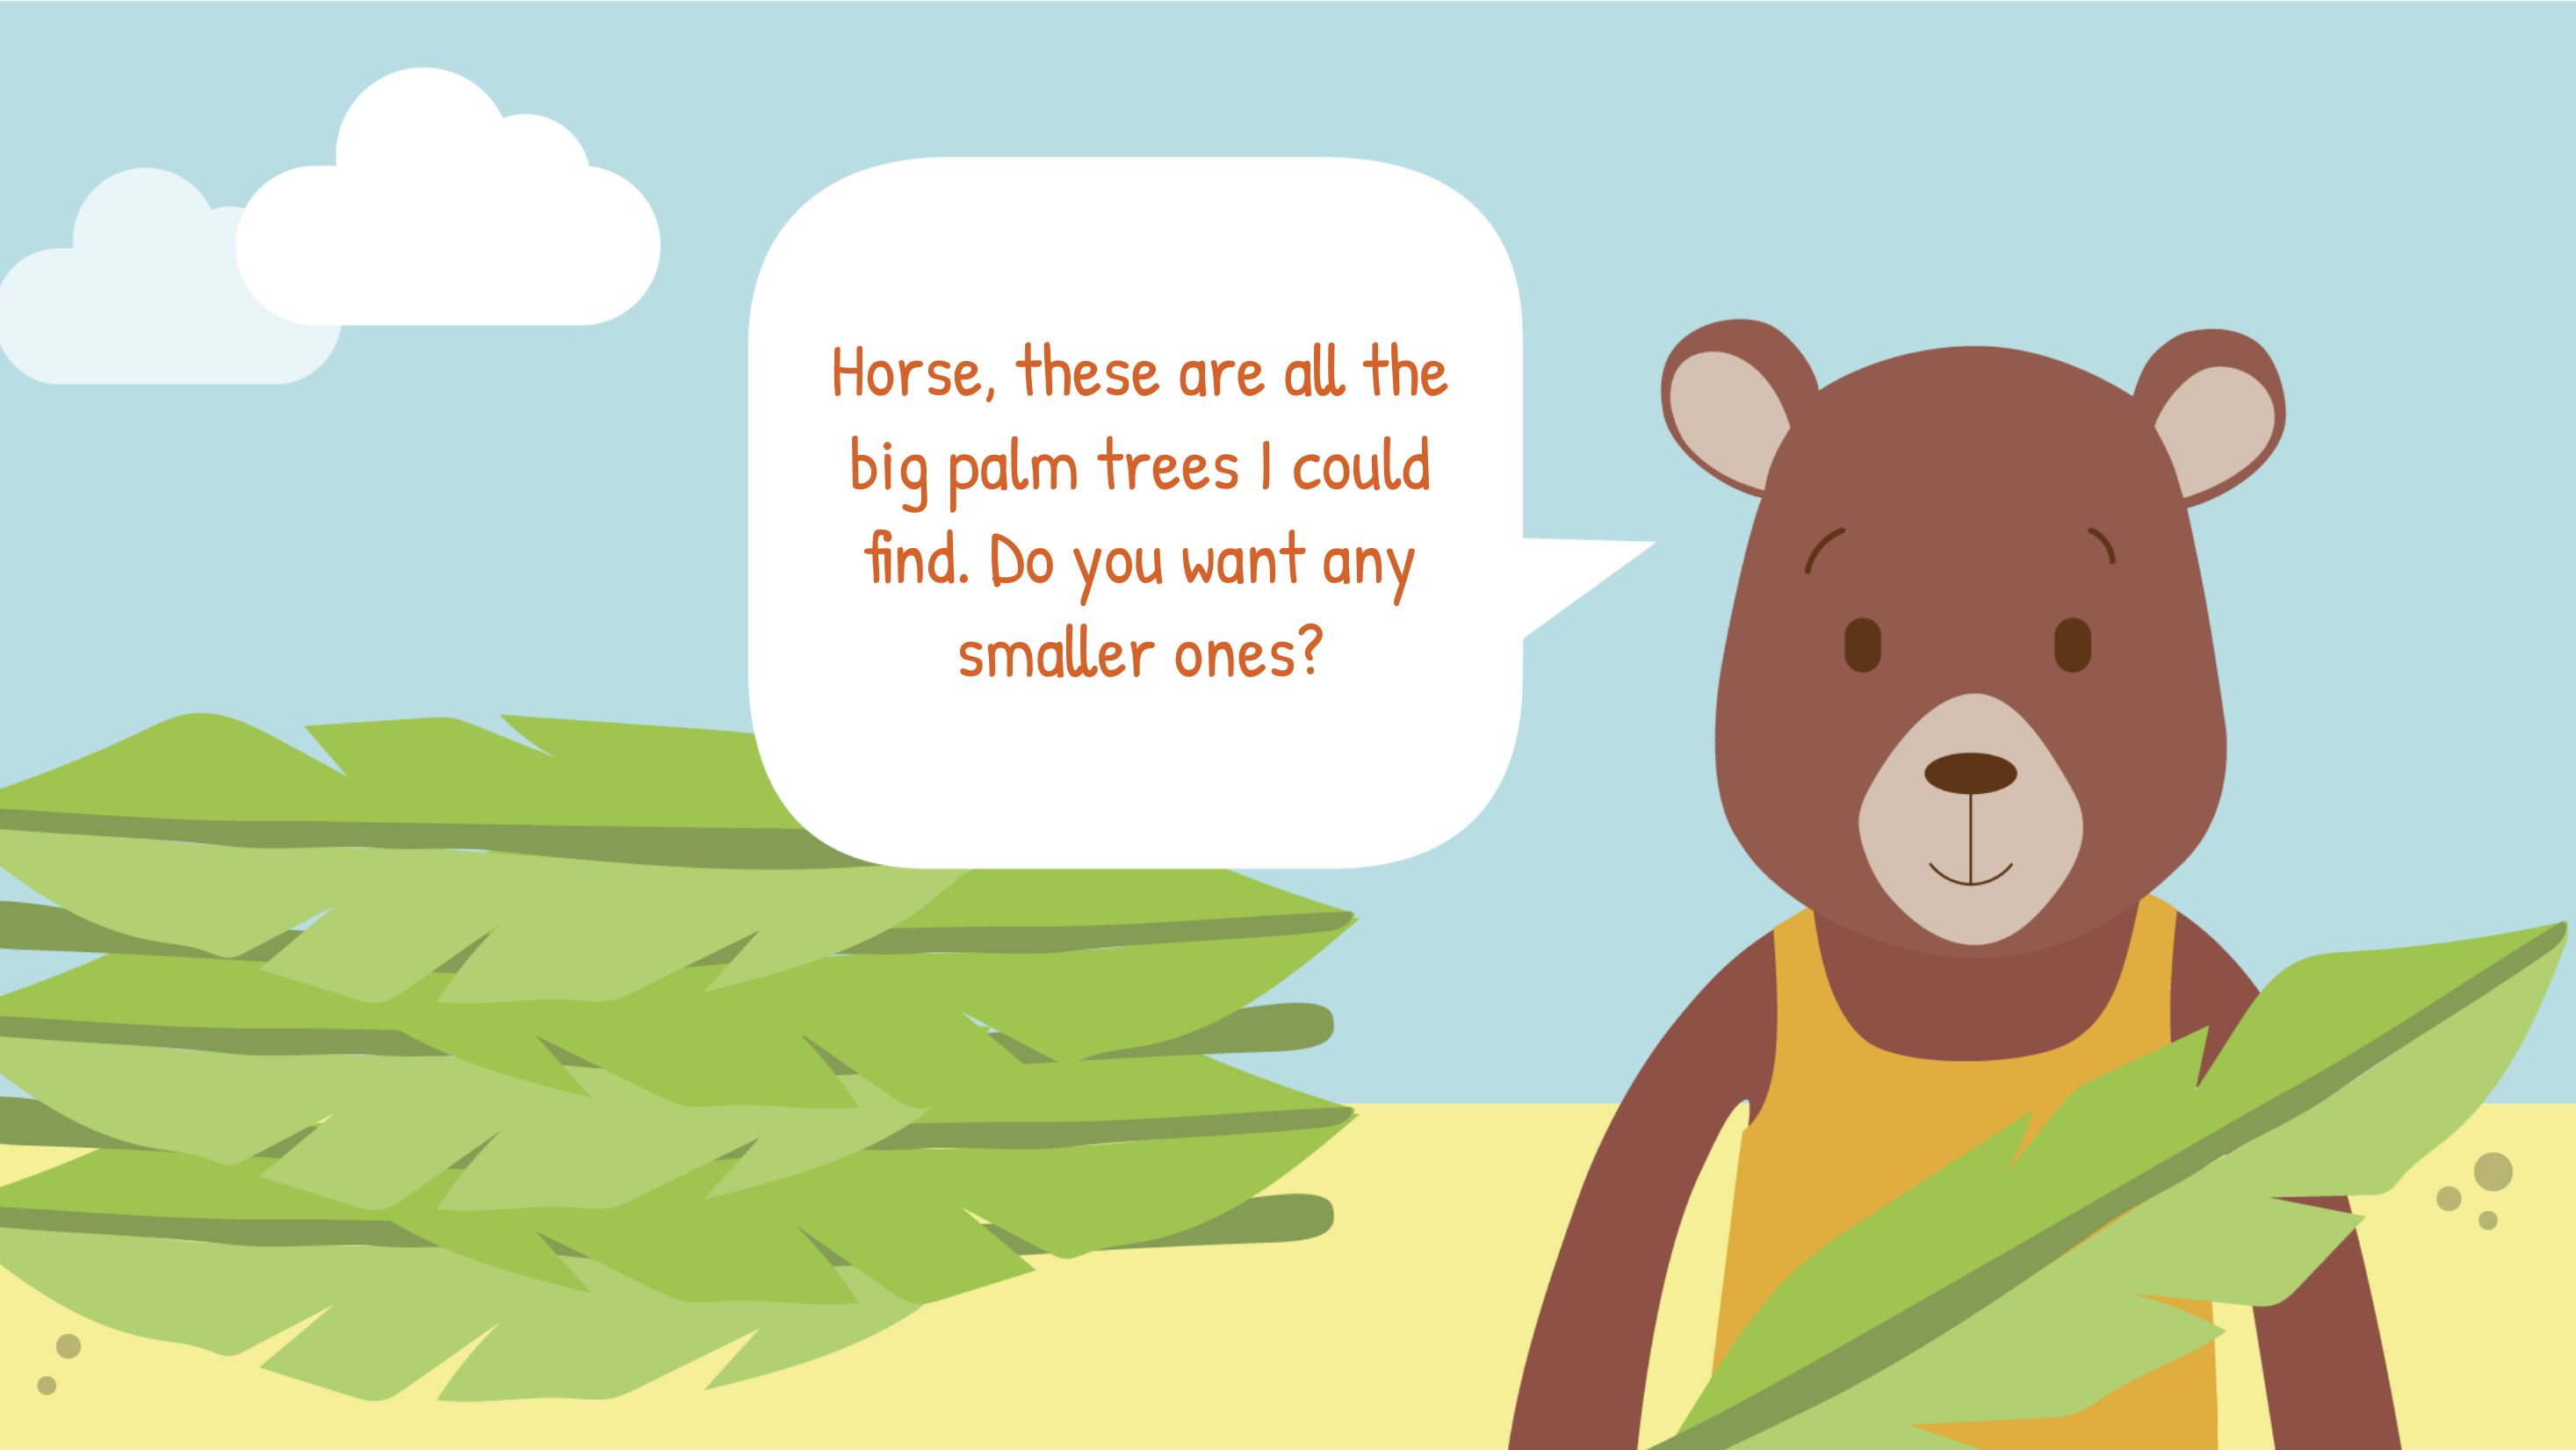 Horse, these are all the
big palm trees I could
find. Do you want any
smaller ones?